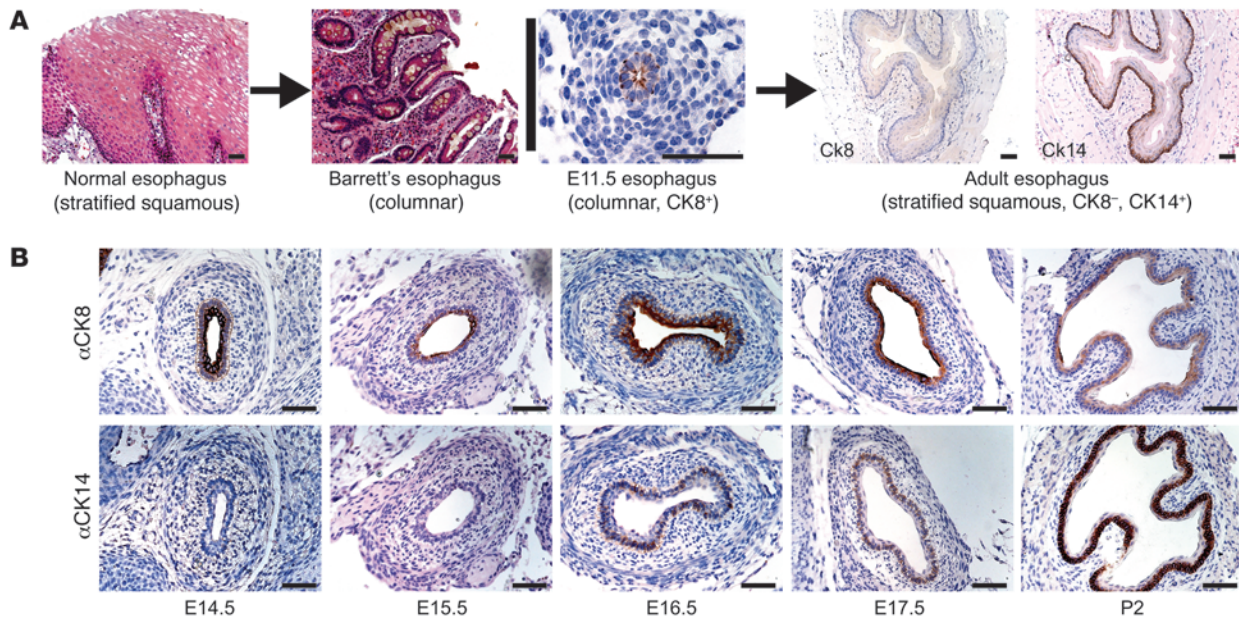 A
Ck8
Ck14
Normal esophagus
(stratified squamous)
Barrett’s esophagus
(columnar)
E11.5 esophagus
(columnar, CK8⁺)
Adult esophagus
(stratified squamous, CK8⁻, CK14⁺)
B
αCK8
αCK14
E14.5
E15.5
E16.5
E17.5
P2